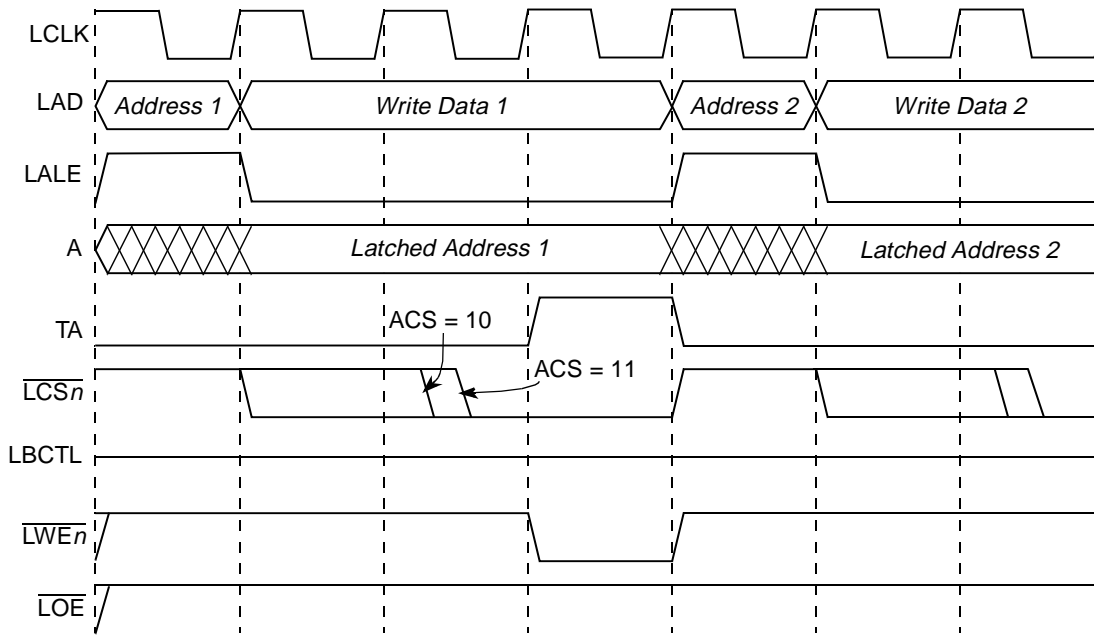 LCLK
LAD Address 1 Write Data 1 Address 2 Write Data 2
LALE
A Latched Address 1 Latched Address 2
TA
ACS = 10
ACS = 11
LCSn
LBCTL
LWEn
LOE